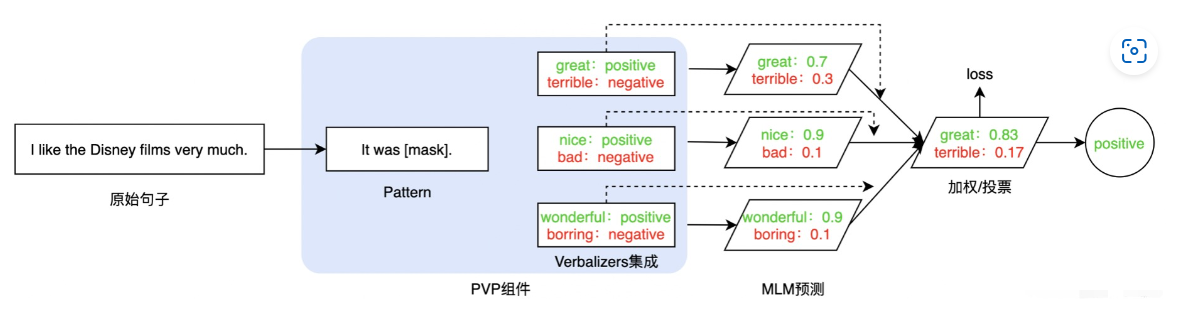 I like the Disney films very much.
原始句子
It was [mask].
Pattern
great：positive
terrible：negative
nice：positive
bad：negative
wonderful：positive
borring：negative
Verbalizers集成
PVP组件
great：0.7
terrible：0.3
nice：0.9
bad：0.1
wonderful：0.9
boring：0.1
MLM预测
loss
great：0.83
terrible：0.17
加权/投票
positive